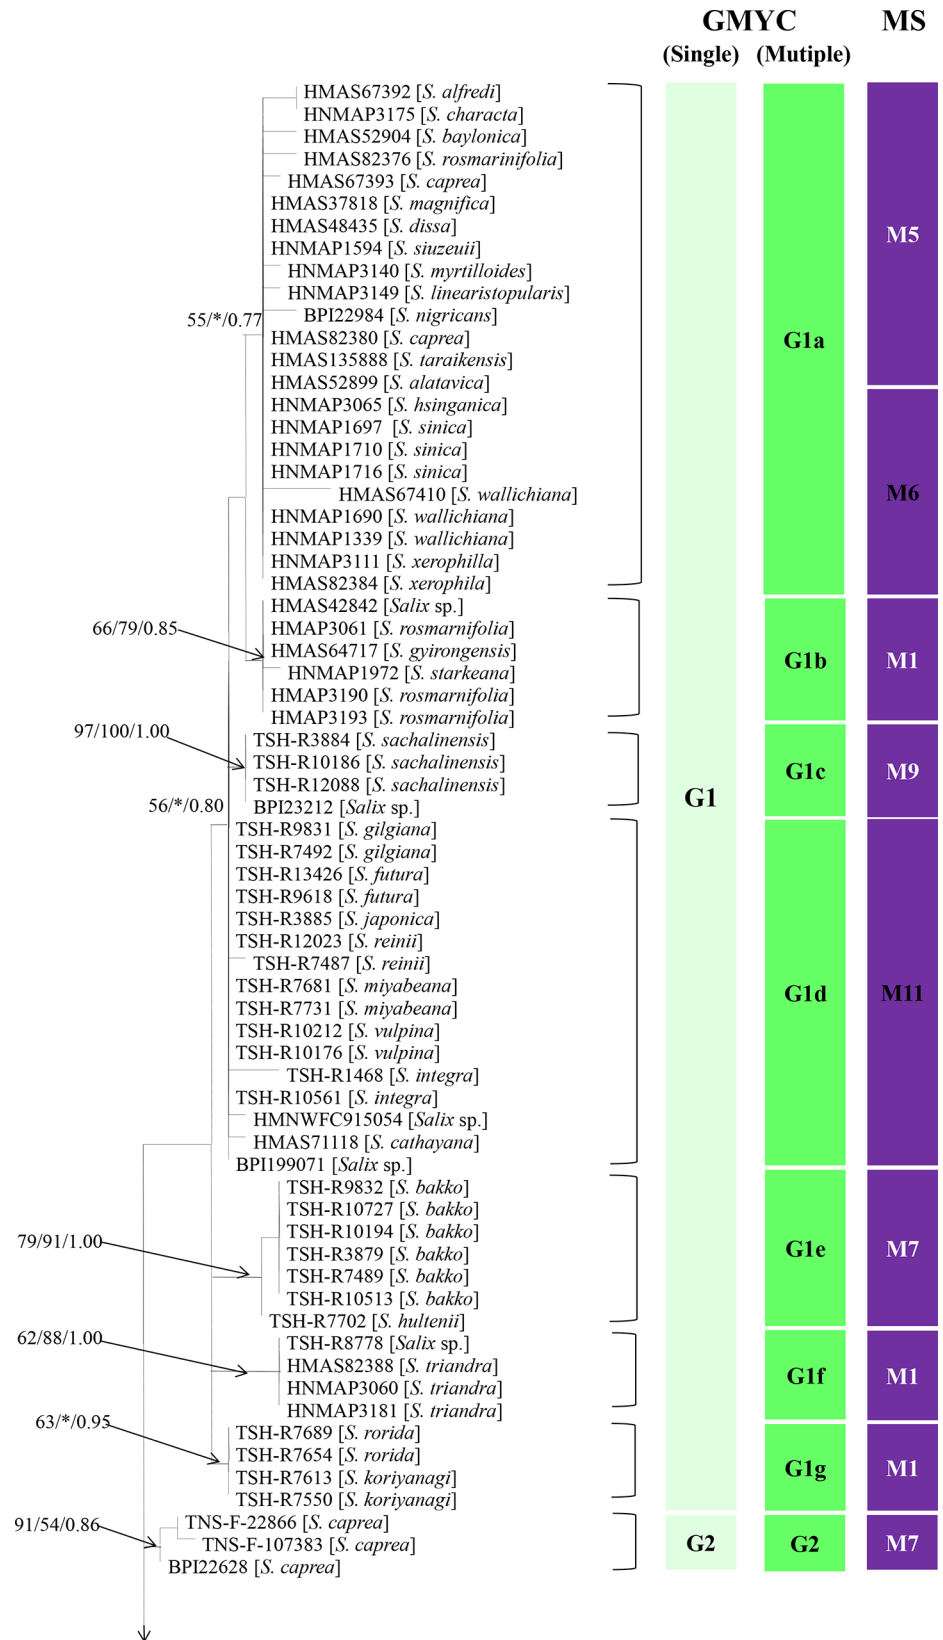 GMYC MS
(Single) (Mutiple)
HMAS67392 [S. alfredi]
HNMAP3175 [S. characta]
HMAS52904 [S. baylonica]
HMAS82376 [S. rosmarinifolia]
HMAS67393 [S. caprea]
HMAS37818 [S. magnifica]
HMAS48435 [S. dissa]
M5
HNMAP1594 [S. siuzeuii]
HNMAP3140 [S. myrtilloides]
HNMAP3149 [S. linearistopularis]
BPI22984 [S. nigricans]
55/*/0.77
HMAS82380 [S. caprea]
G1a
HMAS135888 [S. taraikensis]
HMAS52899 [S. alatavica]
HNMAP3065 [S. hsinganica]
HNMAP1697 [S. sinica]
HNMAP1710 [S. sinica]
HNMAP1716 [S. sinica]
HMAS67410 [S. wallichiana]
M6
HNMAP1690 [S. wallichiana]
HNMAP1339 [S. wallichiana]
HNMAP3111 [S. xerophilla]
HMAS82384 [S. xerophila]
HMAS42842 [Salix sp.]
66/79/0.85
HMAP3061 [S. rosmarnifolia]
HMAS64717 [S. gyirongensis]
G1b M1
HNMAP1972 [S. starkeana]
HMAP3190 [S. rosmarnifolia]
HMAP3193 [S. rosmarnifolia]
97/100/1.00
TSH-R3884 [S. sachalinensis]
TSH-R10186 [S. sachalinensis]
G1c M9
TSH-R12088 [S. sachalinensis]
G1
56/*/0.80
BPI23212 [Salix sp.]
TSH-R9831 [S. gilgiana]
TSH-R7492 [S. gilgiana]
TSH-R13426 [S. futura]
TSH-R9618 [S. futura]
TSH-R3885 [S. japonica]
TSH-R12023 [S. reinii]
TSH-R7487 [S. reinii]
TSH-R7681 [S. miyabeana]
G1d M11
TSH-R7731 [S. miyabeana]
TSH-R10212 [S. vulpina]
TSH-R10176 [S. vulpina]
TSH-R1468 [S. integra]
TSH-R10561 [S. integra]
HMNWFC915054 [Salix sp.]
HMAS71118 [S. cathayana]
BPI199071 [Salix sp.]
TSH-R9832 [S. bakko]
TSH-R10727 [S. bakko]
TSH-R10194 [S. bakko]
79/91/1.00
TSH-R3879 [S. bakko]
G1e M7
TSH-R7489 [S. bakko]
TSH-R10513 [S. bakko]
TSH-R7702 [S. hultenii]
62/88/1.00
TSH-R8778 [Salix sp.]
HMAS82388 [S. triandra]
G1f M1
HNMAP3060 [S. triandra]
HNMAP3181 [S. triandra]
63/*/0.95
TSH-R7689 [S. rorida]
TSH-R7654 [S. rorida]
G1g M1
TSH-R7613 [S. koriyanagi]
TSH-R7550 [S. koriyanagi]
91/54/0.86
TNS-F-22866 [S. caprea]
TNS-F-107383 [S. caprea]
G2 G2 M7
BPI22628 [S. caprea]